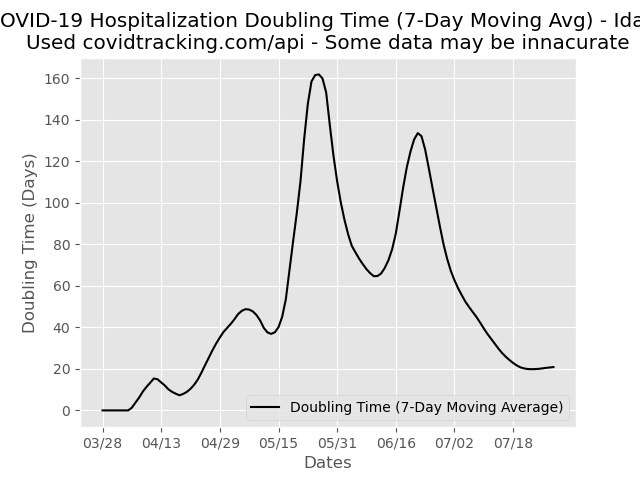 OVID-19 Hospitalization Doubling Time (7-Day Moving Avg) - Ida
Used covidtracking.com/api - Some data may be innacurate
160
140
120
100
80
60
40
20
0
Doubling Time (Days)
Doubling Time (7-Day Moving Average)
03/28 04/13 04/29 05/15 05/31 06/16 07/02 07/18
Dates